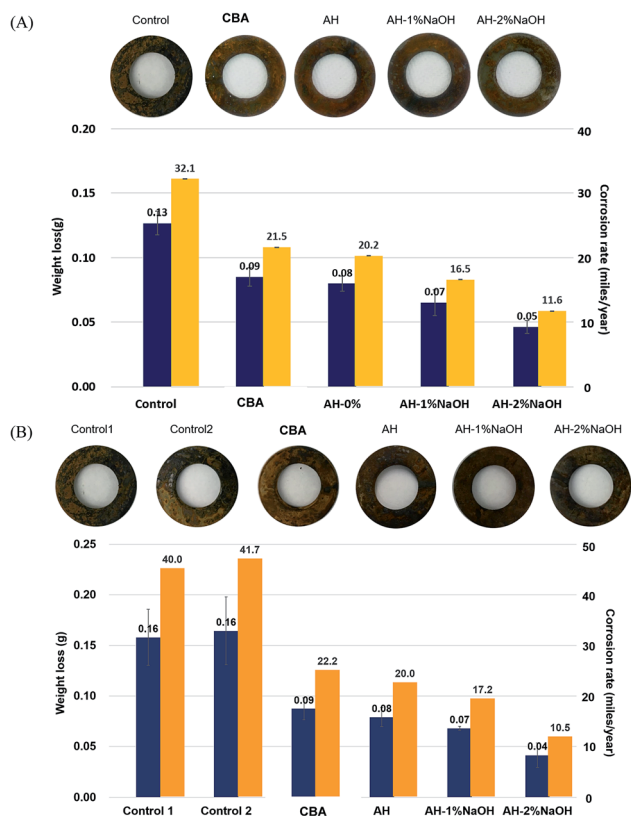 (A)
Control CBA AH AH-1%NaOH AH-2%NaOH
0.20 40
32.1
0.15 30
0.13
21.5
20.2
0.10 20
0.09 0.08 16.5
0.07
11.6
0.05 0.05 10
0.00 0
Weight loss(g)
Corrosion rate (miles/year)
Control CBA AH-0% AH-1%NaOH AH-2%NaOH
(B)
Control1 Control2 CBA AH AH-1%NaOH AH-2%NaOH
0.25 50
40.0 41.7
0.20 40
0.16 0.16
0.15 30
22.2
20.0
0.10 20
0.09 0.08 17.2
0.07
10.5
0.05 10
0.04
0.00 0
Weight loss (g)
Corrosion rate (miles/year)
Control 1 Control 2 CBA AH AH-1%NaOH AH-2%NaOH